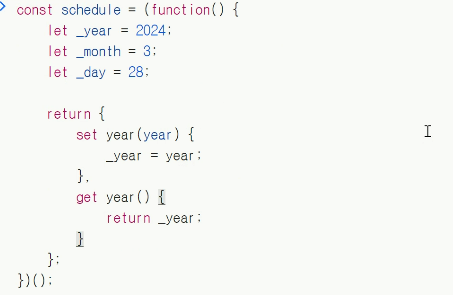 const schedule = (function() {
    let _year = 2024;
    let _month = 3;
    let _day = 28;

    return {
        set year(year) {
            _year = year;
        },
        get year() {
            return _year;
        }
    };
})();